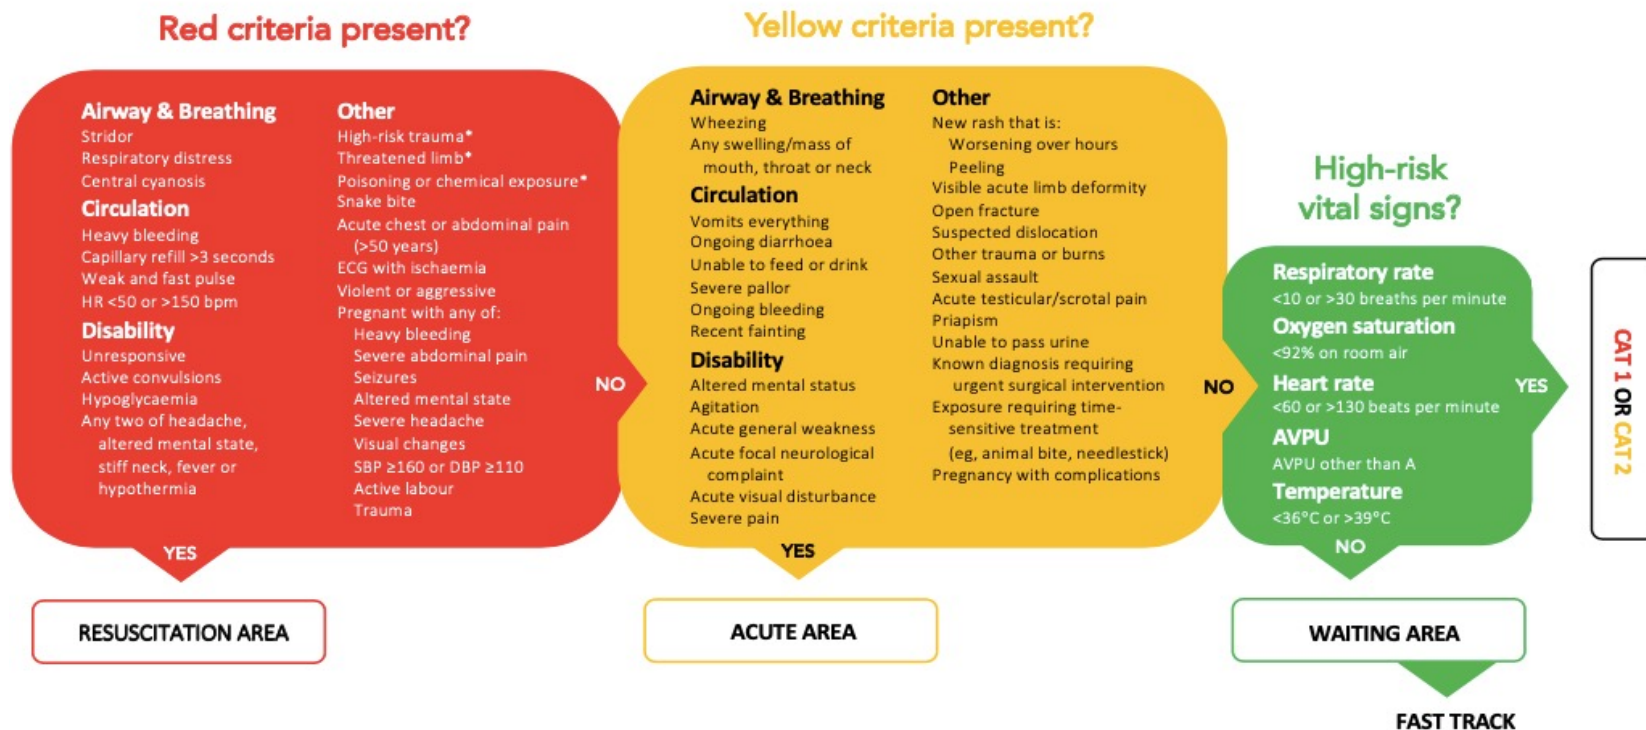 Red criteria present?
Airway & Breathing
Stridor
Respiratory distress
Central cyanosis
Circulation
Heavy bleeding
Capillary refill >3 seconds
Weak and fast pulse
HR <50 or >150 bpm
Disability
Unresponsive
Active convulsions
Hypoglycaemia
Any two of headache,
altered mental state,
stiff neck, fever or
hypothermia
Other
High-risk trauma*
Threatened limb*
Poisoning or chemical exposure*
Snake bite
Acute chest or abdominal pain
(>50 years)
ECG with ischaemia
Violent or aggressive
Pregnant with any of:
Heavy bleeding
Severe abdominal pain
Seizures
Altered mental state
Severe headache
Visual changes
SBP ≥160 or DBP ≥110
Active labour
Trauma
YES
NO
RESUSCITATION AREA
Yellow criteria present?
Airway & Breathing
Wheezing
Any swelling/mass of
mouth, throat or neck
Circulation
Vomits everything
Ongoing diarrhoea
Unable to feed or drink
Severe pallor
Ongoing bleeding
Recent fainting
Disability
Altered mental status
Agitation
Acute general weakness
Acute focal neurological
complaint
Acute visual disturbance
Severe pain
Other
New rash that is:
Worsening over hours
Peeling
Visible acute limb deformity
Open fracture
Suspected dislocation
Other trauma or burns
Sexual assault
Acute testicular/scrotal pain
Priapism
Unable to pass urine
Known diagnosis requiring
urgent surgical intervention
Exposure requiring time-
sensitive treatment
(eg, animal bite, needlestick)
Pregnancy with complications
YES
NO
ACUTE AREA
High-risk
vital signs?
Respiratory rate
<10 or >30 breaths per minute
Oxygen saturation
<92% on room air
Heart rate
<60 or >130 beats per minute
AVPU
AVPU other than A
Temperature
<36°C or >39°C
YES
NO
CAT 1 OR CAT 2
WAITING AREA
FAST TRACK